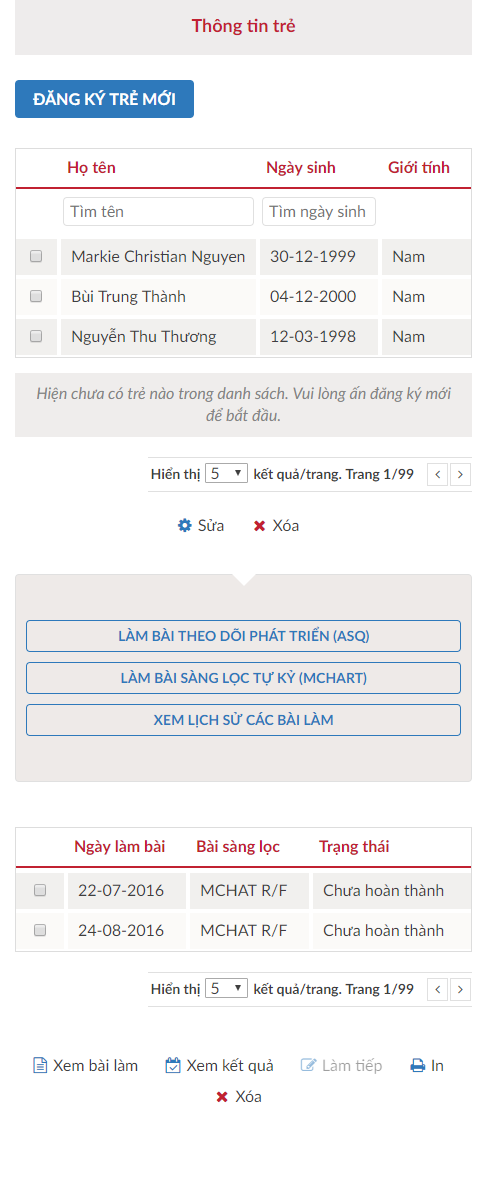 Thông tin trẻ
ĐĂNG KÝ TRẺ MỚI
Họ tên Ngày sinh Giới tính
Tìm tên Tìm ngày sinh
Markie Christian Nguyen 30-12-1999 Nam
Bùi Trung Thành 04-12-2000 Nam
Nguyễn Thu Thương 12-03-1998 Nam
Hiện chưa có trẻ nào trong danh sách. Vui lòng ấn đăng ký mới
để bắt đầu.
Hiển thị 5 kết quả/trang. Trang 1/99 < >
Sửa Xóa
LÀM BÀI THEO DÕI PHÁT TRIỂN (ASQ)
LÀM BÀI SÀNG LỌC TỰ KỶ (MCHART)
XEM LỊCH SỬ CÁC BÀI LÀM
Ngày làm bài Bài sàng lọc Trạng thái
22-07-2016 MCHAT R/F Chưa hoàn thành
24-08-2016 MCHAT R/F Chưa hoàn thành
Hiển thị 5 kết quả/trang. Trang 1/99 < >
Xem bài làm Xem kết quả Làm tiếp In
Xóa